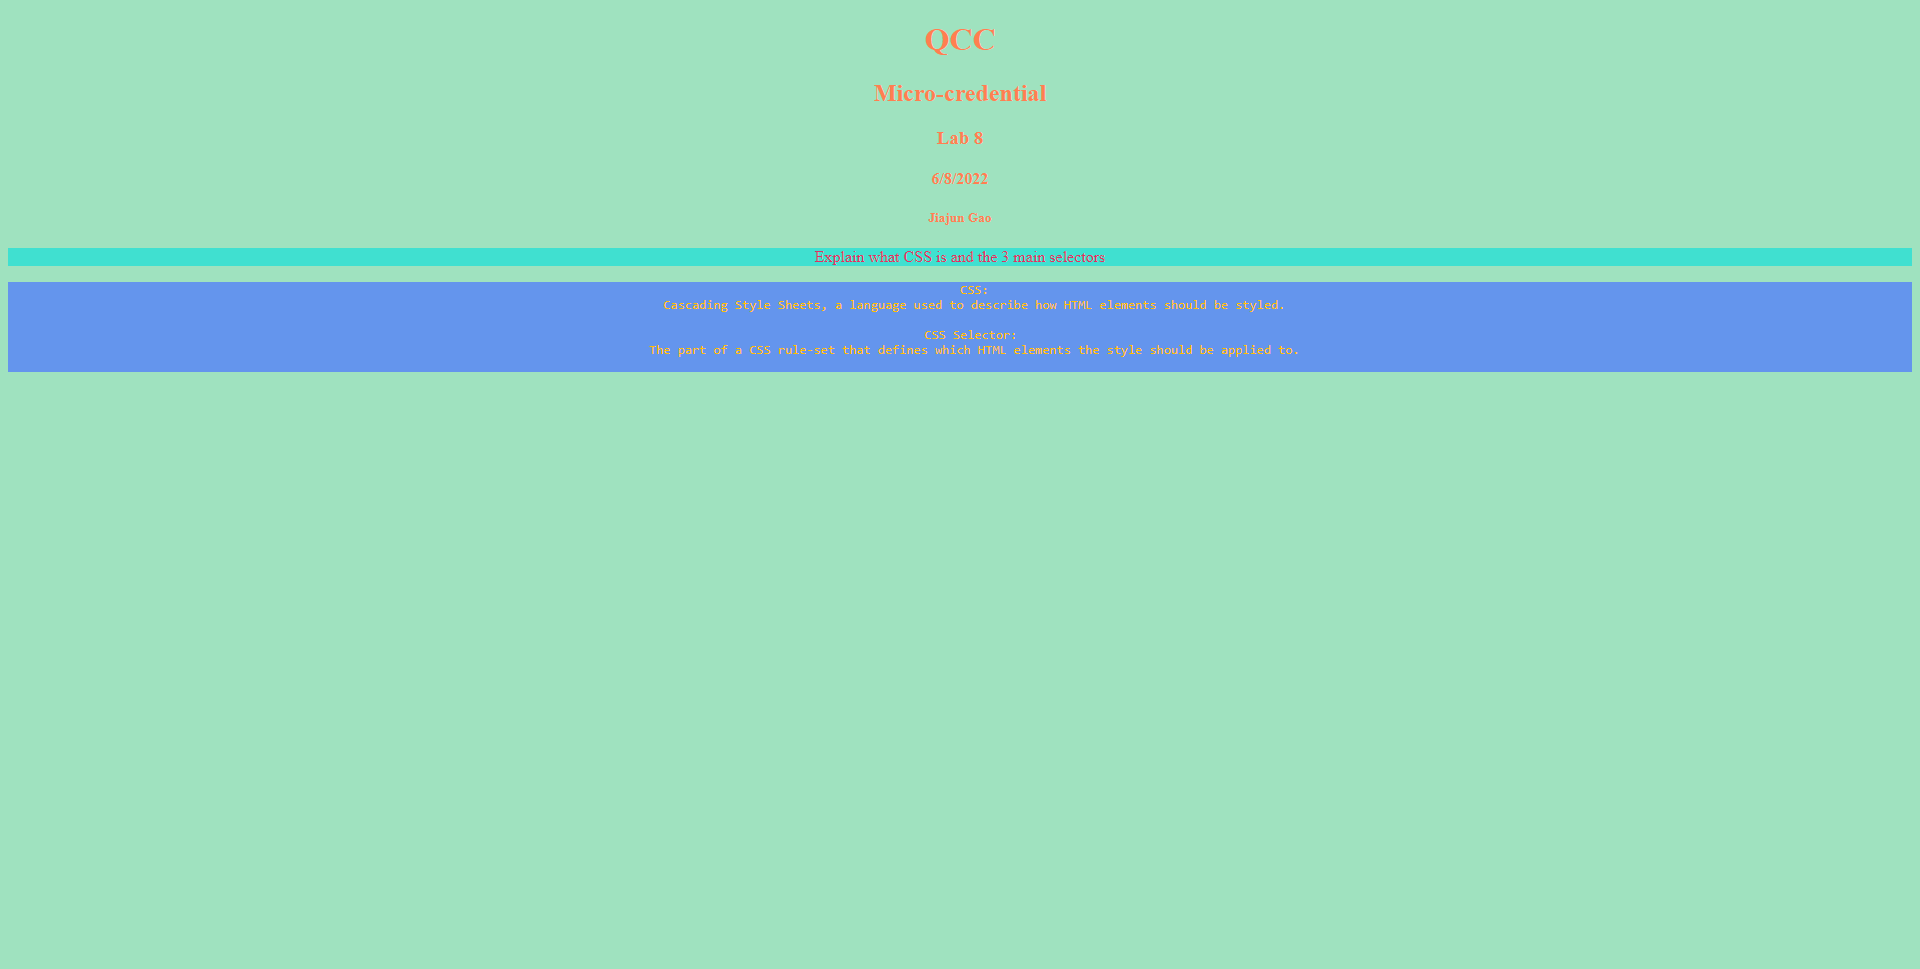 QCC
Micro-credential
Lab 8
6/8/2022
Jiajun Gao
Explain what CSS is and the 3 main selectors
CSS:
Cascading Style Sheets, a language used to describe how HTML elements should be styled.
CSS Selector:
The part of a CSS rule-set that defines which HTML elements the style should be applied to.